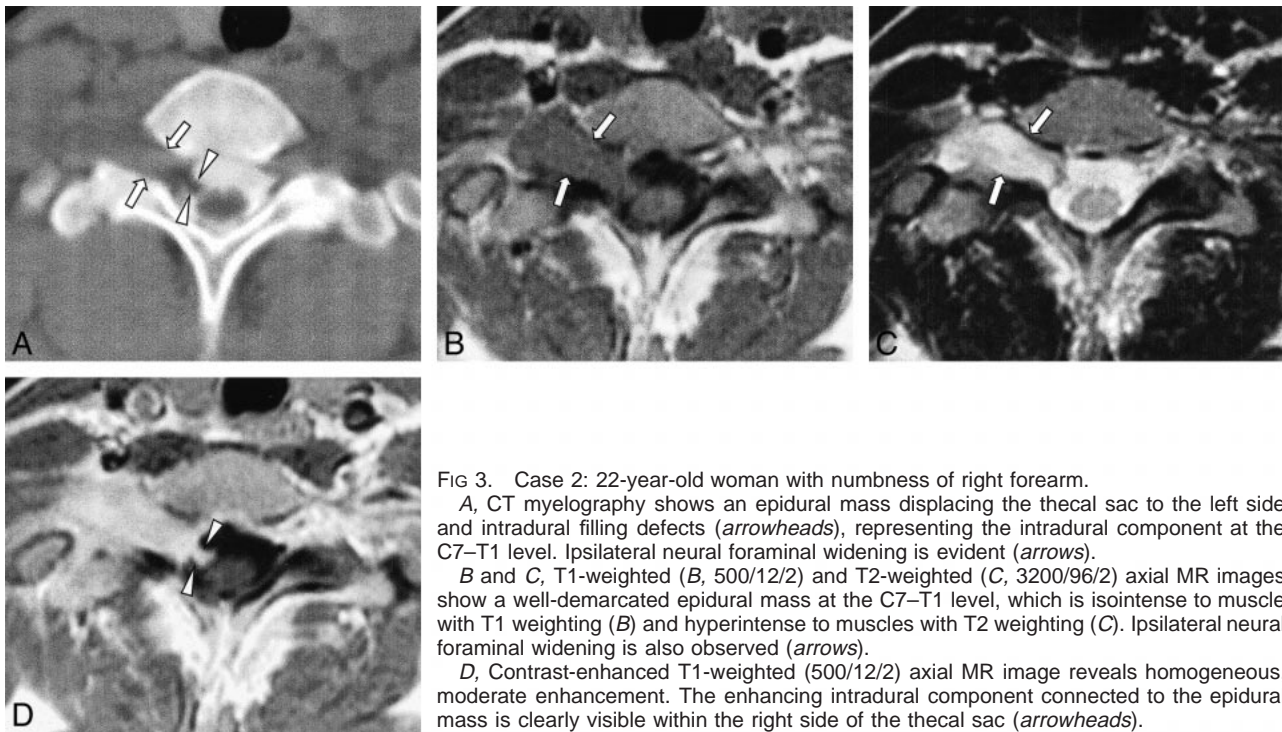 A
B
C
D
FIG 3. Case 2: 22-year-old woman with numbness of right forearm.
A, CT myelography shows an epidural mass displacing the thecal sac to the left side
and intradural filling defects (arrowheads), representing the intradural component at the
C7–T1 level. Ipsilateral neural foraminal widening is evident (arrows).
B and C, T1-weighted (B, 500/12/2) and T2-weighted (C, 3200/96/2) axial MR images
show a well-demarcated epidural mass at the C7–T1 level, which is isointense to muscle
with T1 weighting (B) and hyperintense to muscles with T2 weighting (C). Ipsilateral neural
foraminal widening is also observed (arrows).
D, Contrast-enhanced T1-weighted (500/12/2) axial MR image reveals homogeneous
moderate enhancement. The enhancing intradural component connected to the epidural
mass is clearly visible within the right side of the thecal sac (arrowheads).